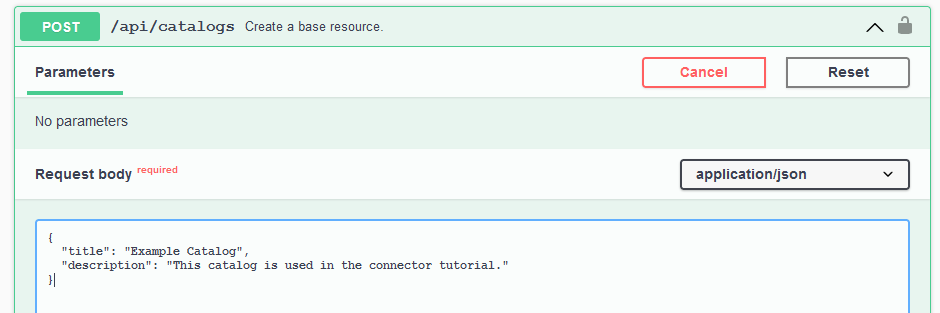 POST /api/catalogs Create a base resource.
Parameters Cancel Reset
No parameters
Request body required application/json
{
"title": "Example Catalog",
"description": "This catalog is used in the connector tutorial."
}